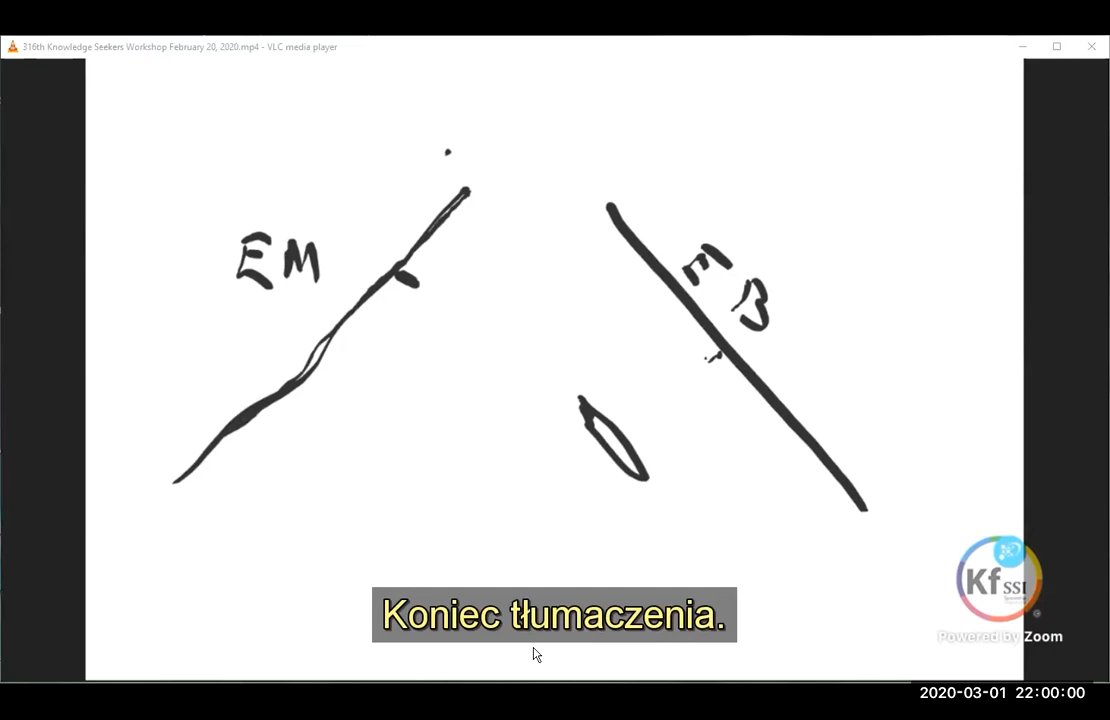 316th Knowledge Seekers Workshop February 20, 2020.mp4 - VLC media player
EM
EB
Kf SSI
Koniec tłumaczenia.
Powered by Zoom
2020-03-01 22:00:00